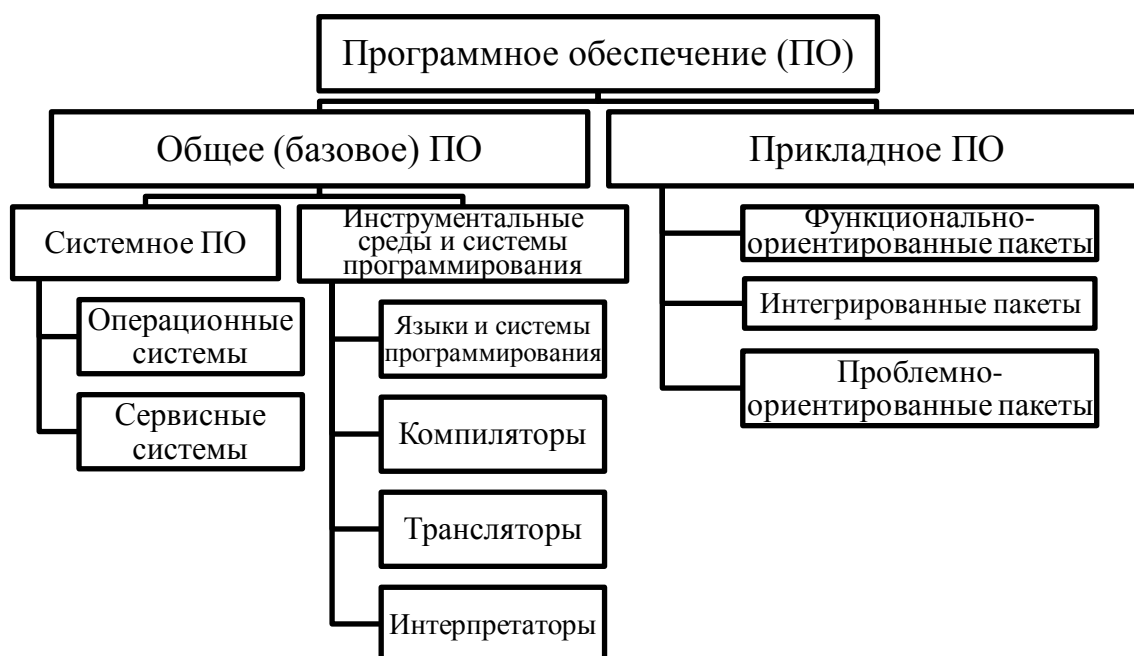 Программное обеспечение (ПО)
Общее (базовое) ПО
Прикладное ПО
Системное ПО
Инструментальные
среды и системы
программирования
Операционные
системы
Сервисные
системы
Языки и системы
программирования
Компиляторы
Трансляторы
Интерпретаторы
Функционально-
ориентированные пакеты
Интегрированные пакеты
Проблемно-
ориентированные пакеты